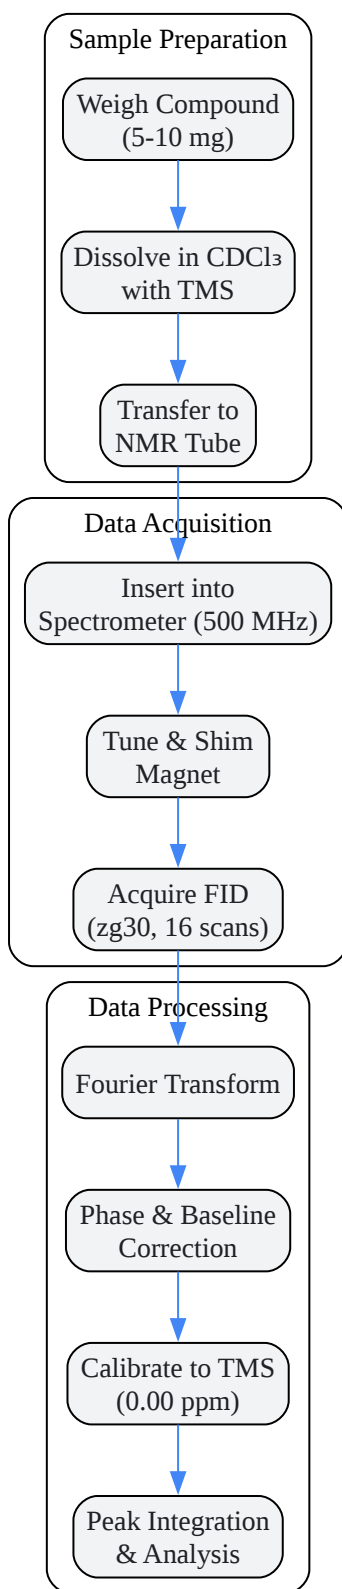 Sample Preparation
Weigh Compound
(5-10 mg)
Dissolve in CDCl₃
with TMS
Transfer to
NMR Tube
Data Acquisition
Insert into
Spectrometer (500 MHz)
Tune & Shim
Magnet
Acquire FID
(zg30, 16 scans)
Data Processing
Fourier Transform
Phase & Baseline
Correction
Calibrate to TMS
(0.00 ppm)
Peak Integration
& Analysis